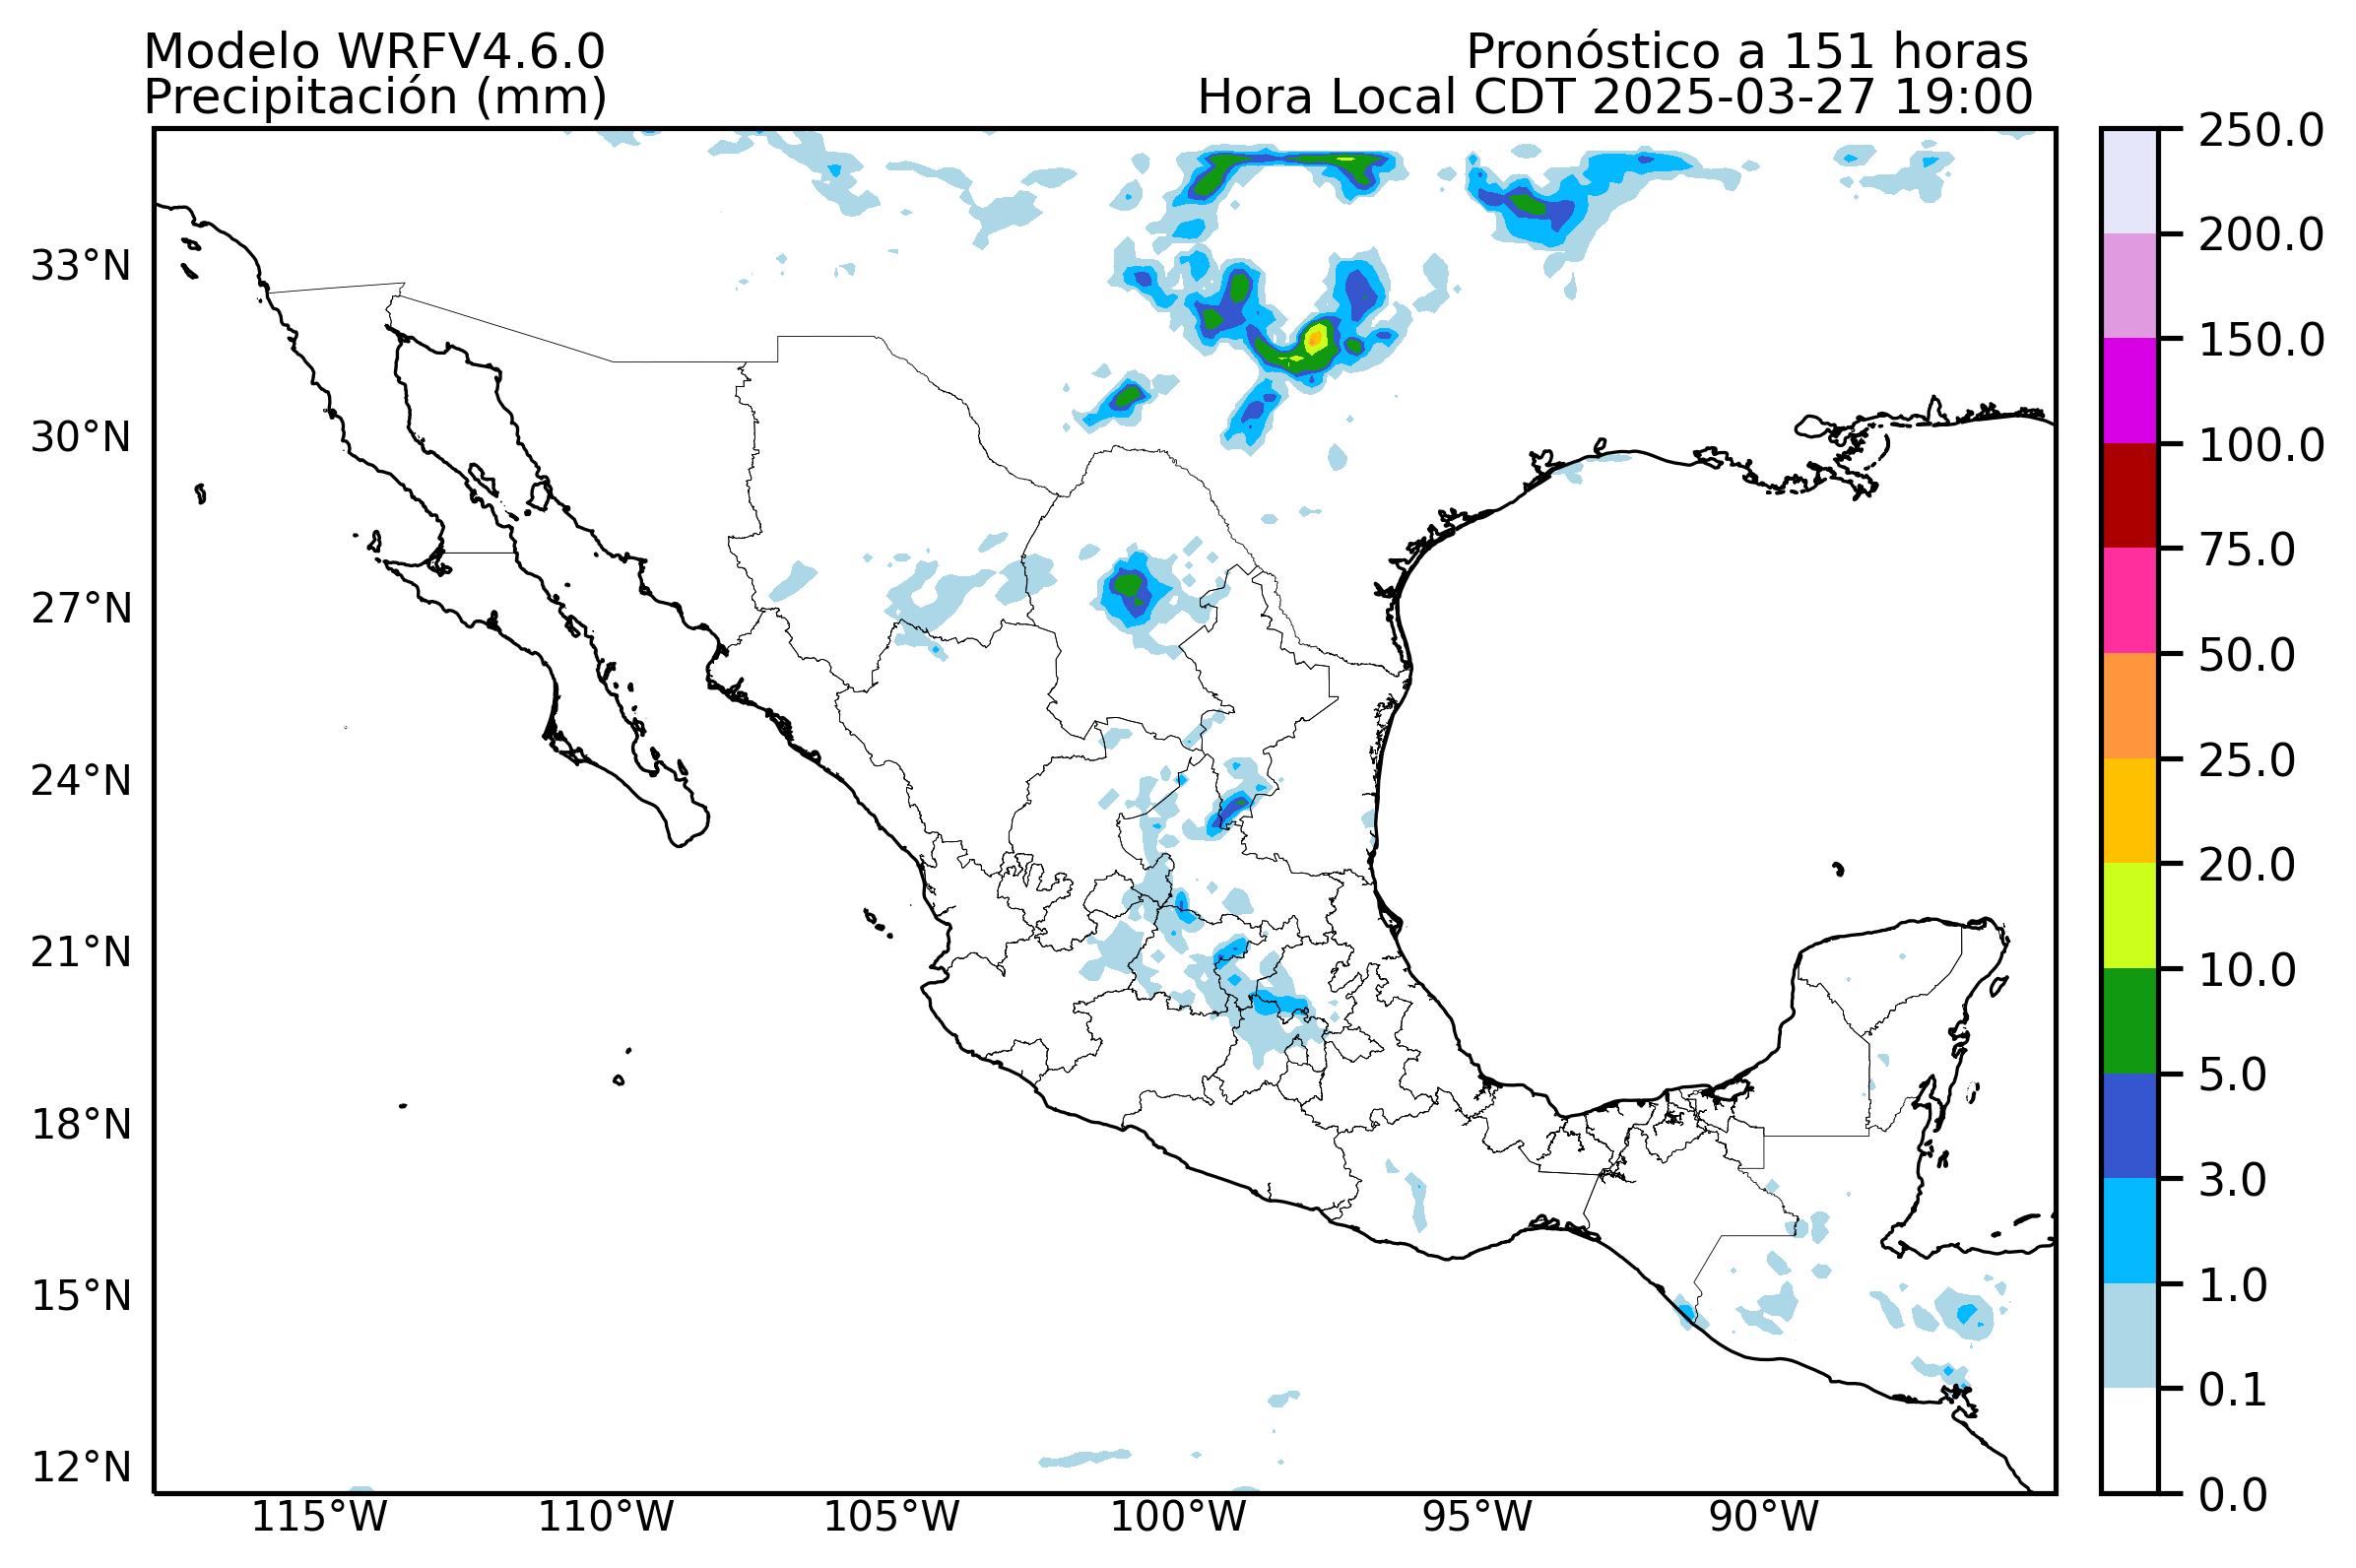 Modelo WRFV4.6.0
Pronóstico a 151 horas
Precipitación (mm)
Hora Local CDT 2025-03-27 19:00
33°N
30°N
27°N
24°N
21°N
18°N
15°N
12°N
115°W
110°W
105°W
100°W
95°W
90°W
250.0
200.0
150.0
100.0
75.0
50.0
25.0
20.0
10.0
5.0
3.0
1.0
0.1
0.0